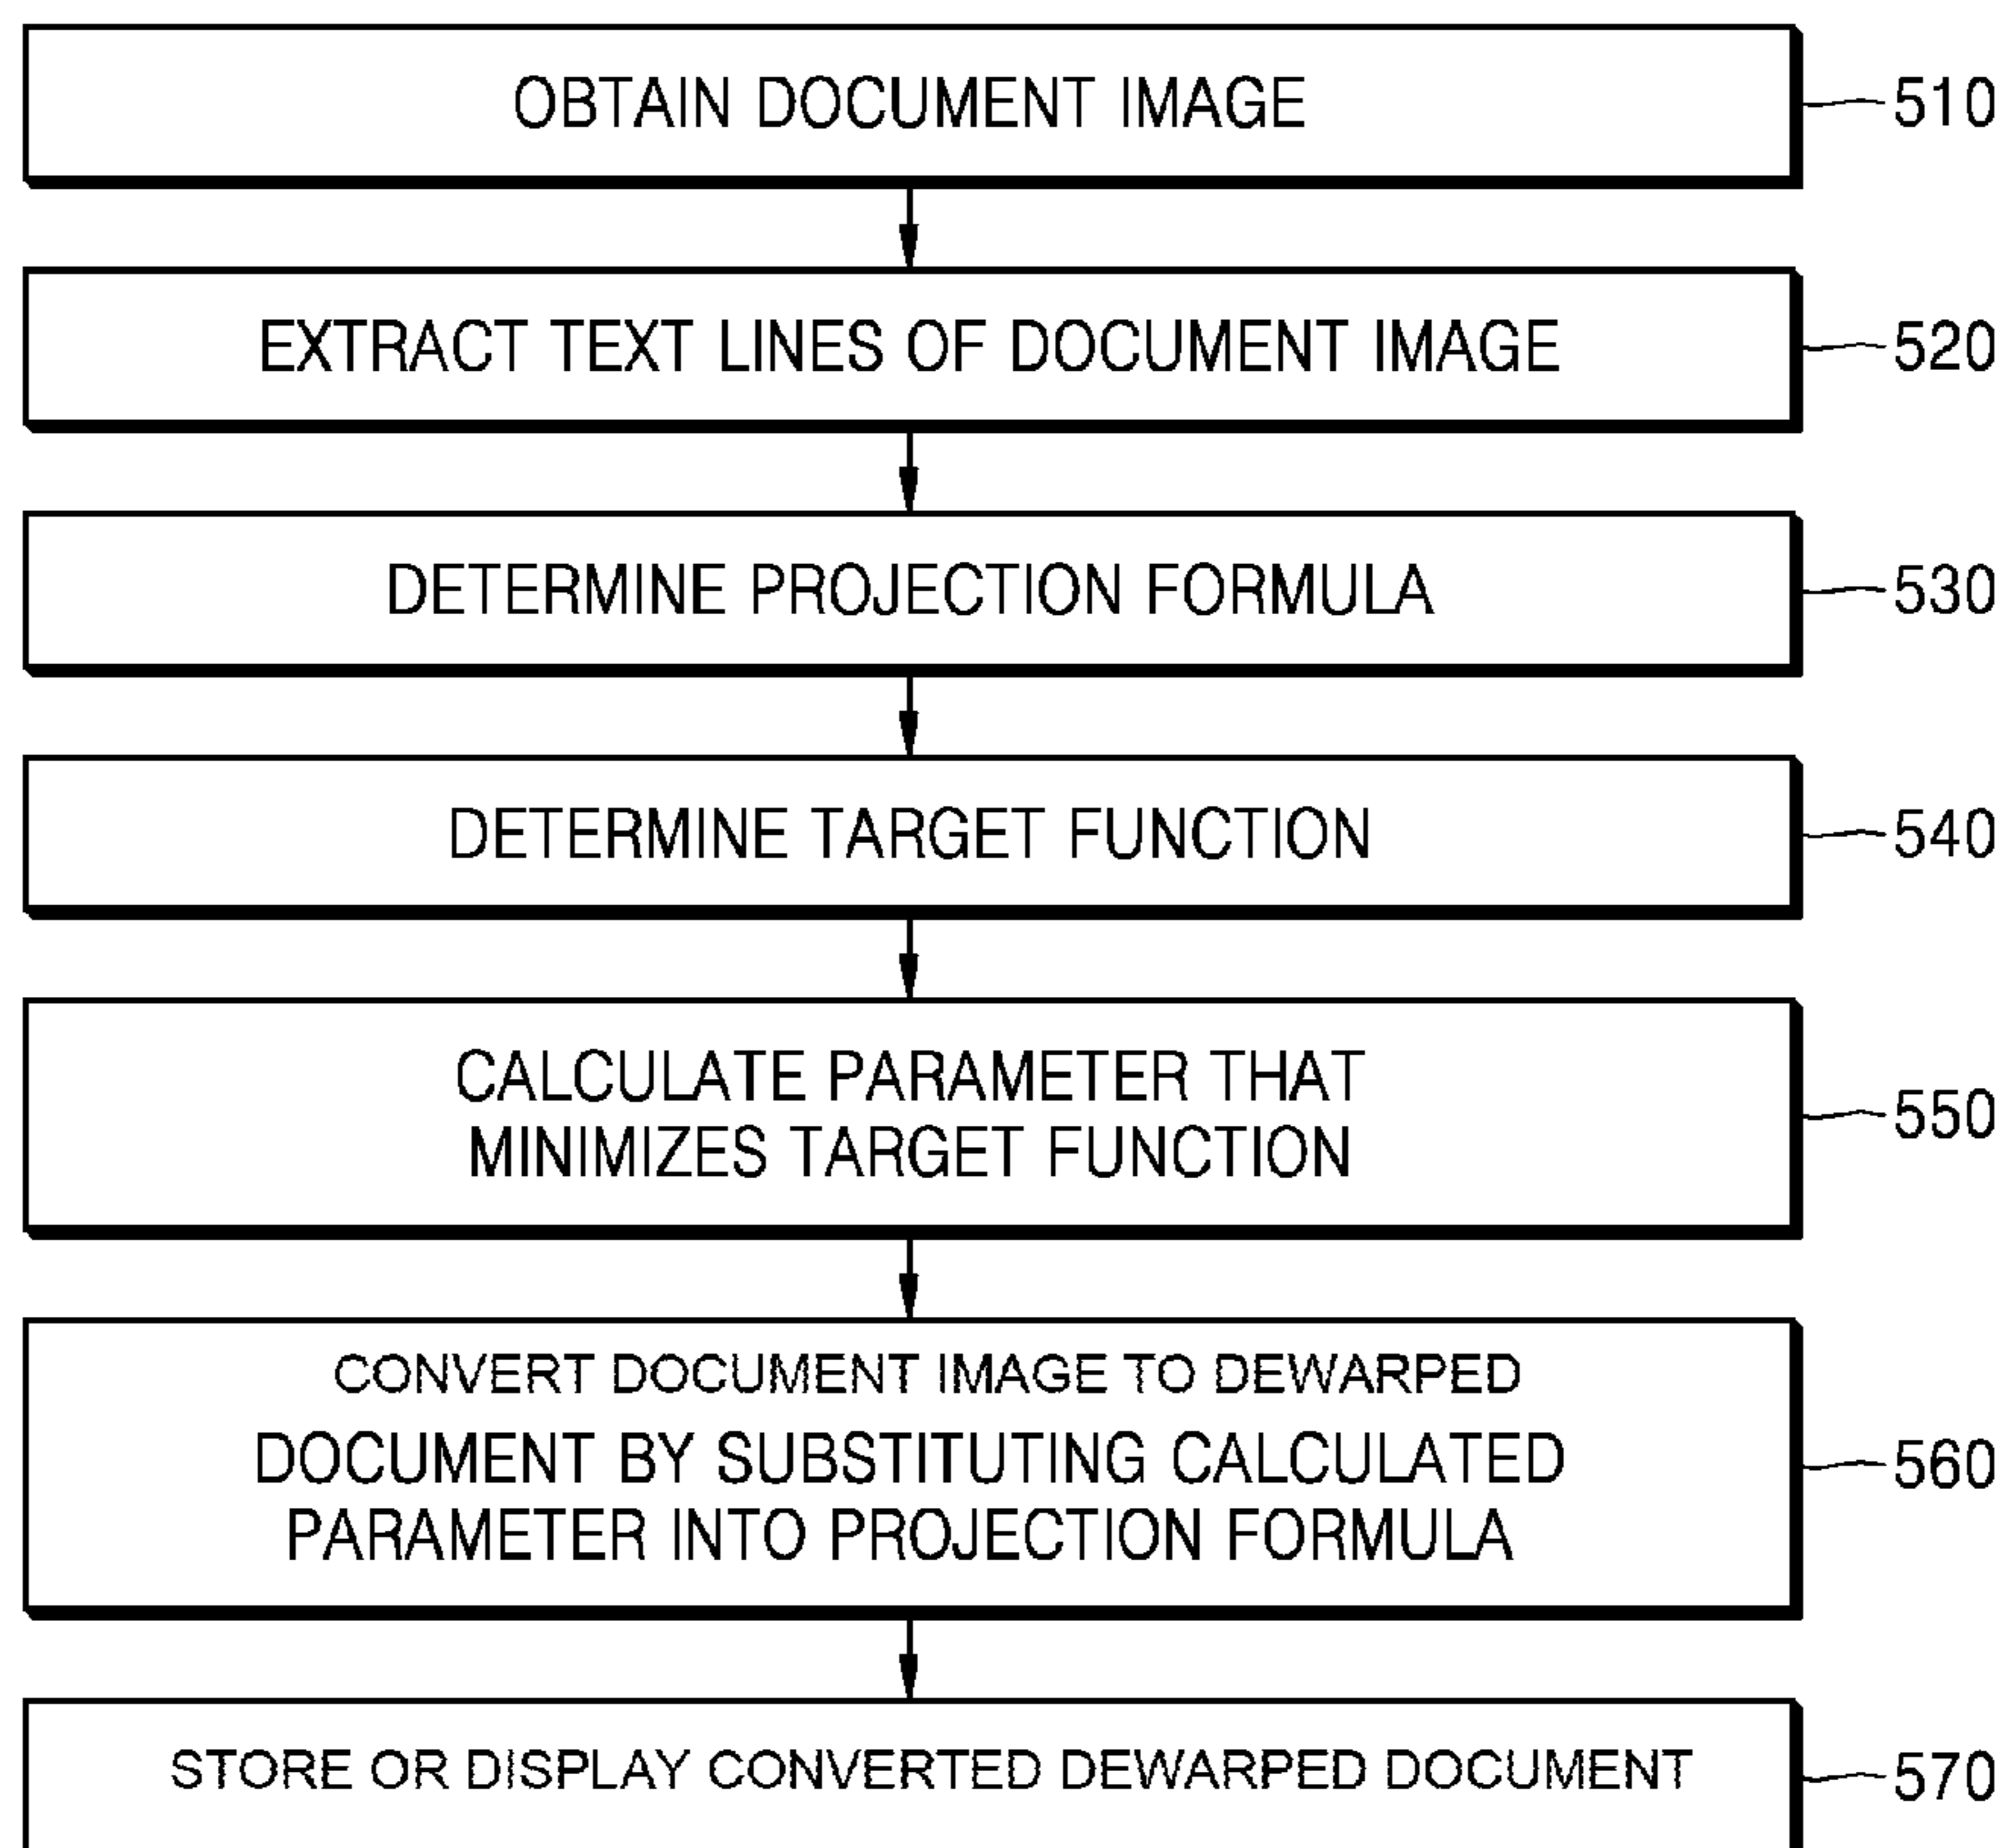 OBTAIN DOCUMENT IMAGE
510
EXTRACT TEXT LINES OF DOCUMENT IMAGE
520
DETERMINE PROJECTION FORMULA
530
DETERMINE TARGET FUNCTION
540
CALCULATE PARAMETER THAT
MINIMIZES TARGET FUNCTION
550
CONVERT DOCUMENT IMAGE TO DEWARPED
DOCUMENT BY SUBSTITUTING CALCULATED
PARAMETER INTO PROJECTION FORMULA
560
STORE OR DISPLAY CONVERTED DEWARPED DOCUMENT
570